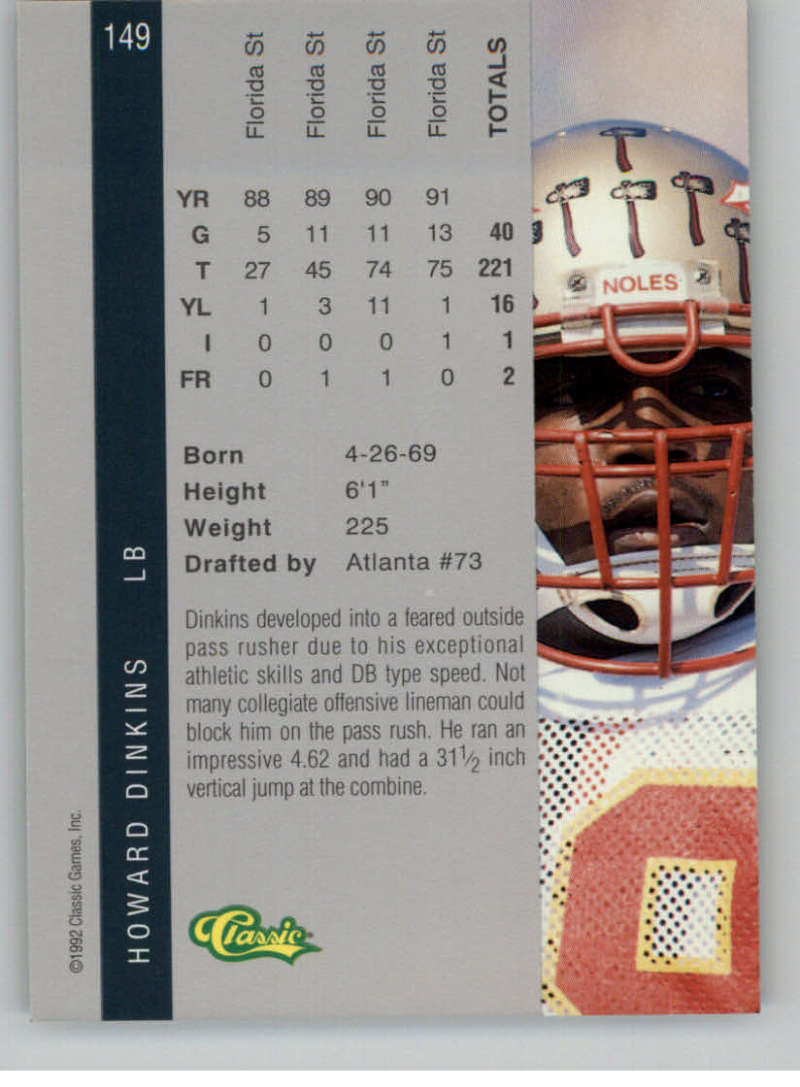 149
Florida St Florida St Florida St Florida St TOTALS
YR 88 89 90 91
G 5 11 11 13 40
T 27 45 74 75 221
YL 1 3 11 1 16
I 0 0 0 1 1
FR 0 1 1 0 2
Born 4-26-69
Height 6'1"
Weight 225
Drafted by Atlanta #73
Dinkins developed into a feared outside
pass rusher due to his exceptional
athletic skills and DB type speed. Not
many collegiate offensive lineman could
block him on the pass rush. He ran an
impressive 4.62 and had a 31½ inch
vertical jump at the combine.
Classic
HOWARD DINKINS LB
©1992 Classic Games, Inc.
NOLES